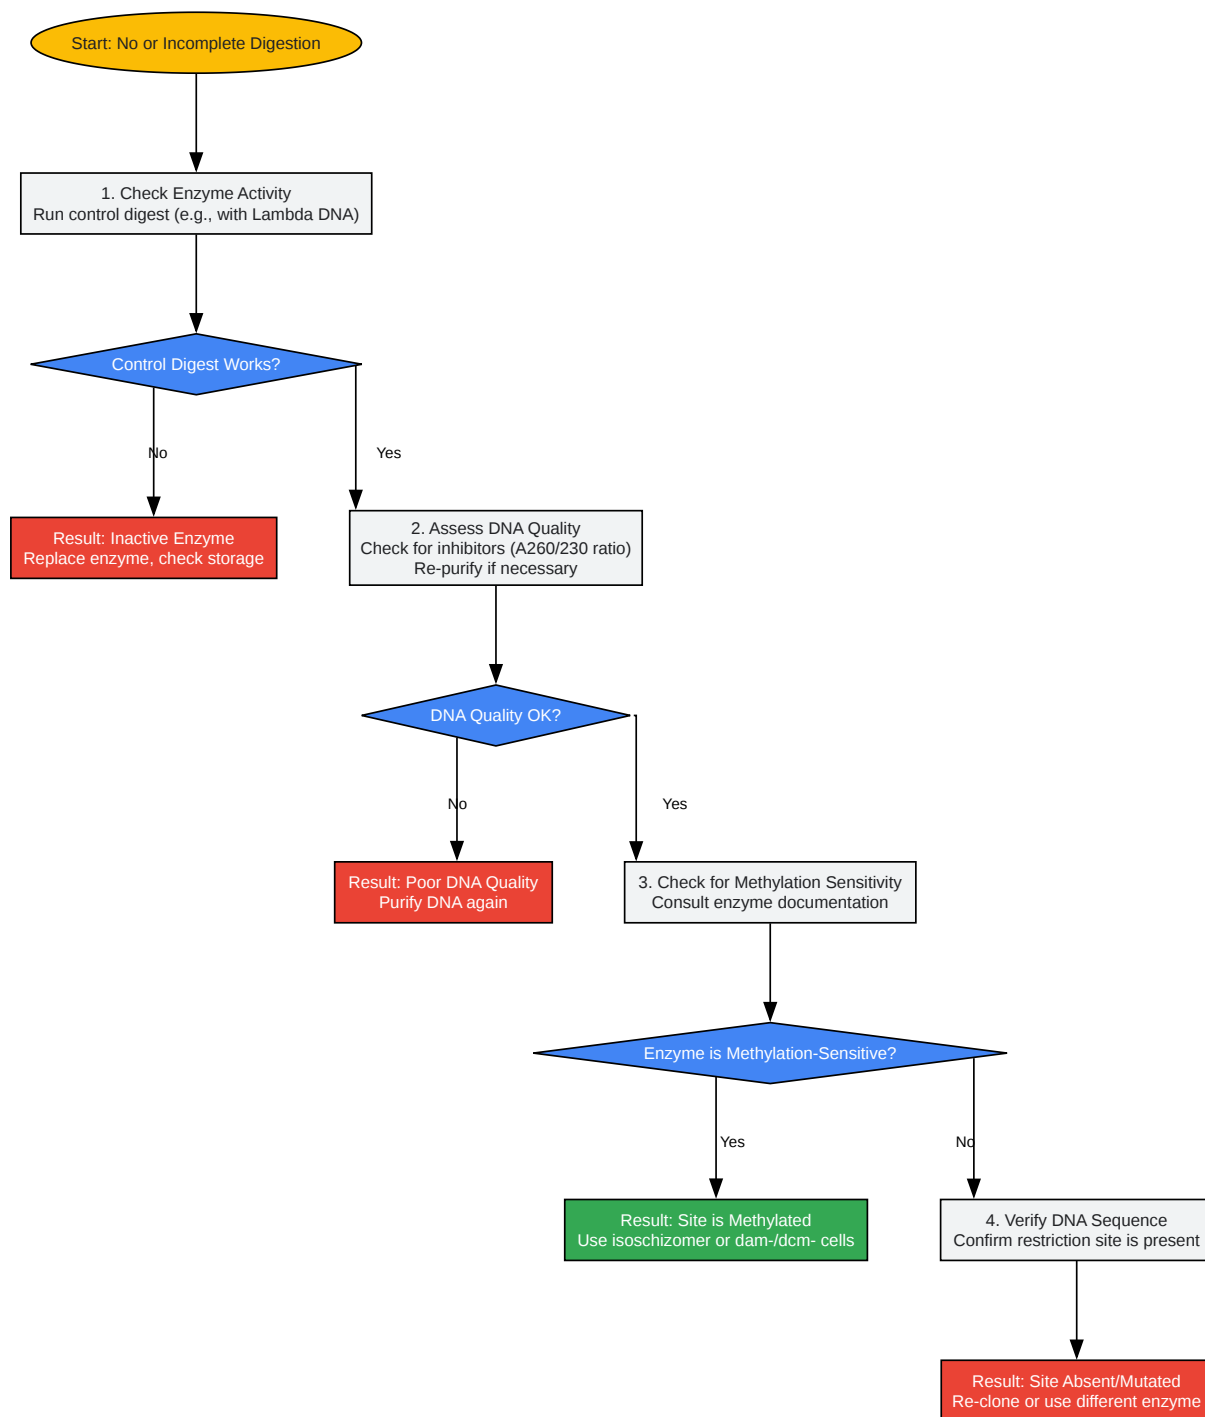 Start: No or Incomplete Digestion
1. Check Enzyme Activity
Run control digest (e.g., with Lambda DNA)
Control Digest Works?
No
Yes
Result: Inactive Enzyme
Replace enzyme, check storage
2. Assess DNA Quality
Check for inhibitors (A260/230 ratio)
Re-purify if necessary
DNA Quality OK?
No
Yes
Result: Poor DNA Quality
Purify DNA again
3. Check for Methylation Sensitivity
Consult enzyme documentation
Enzyme is Methylation-Sensitive?
Yes
No
Result: Site is Methylated
Use isoschizomer or dam-/dcm- cells
4. Verify DNA Sequence
Confirm restriction site is present
Result: Site Absent/Mutated
Re-clone or use different enzyme